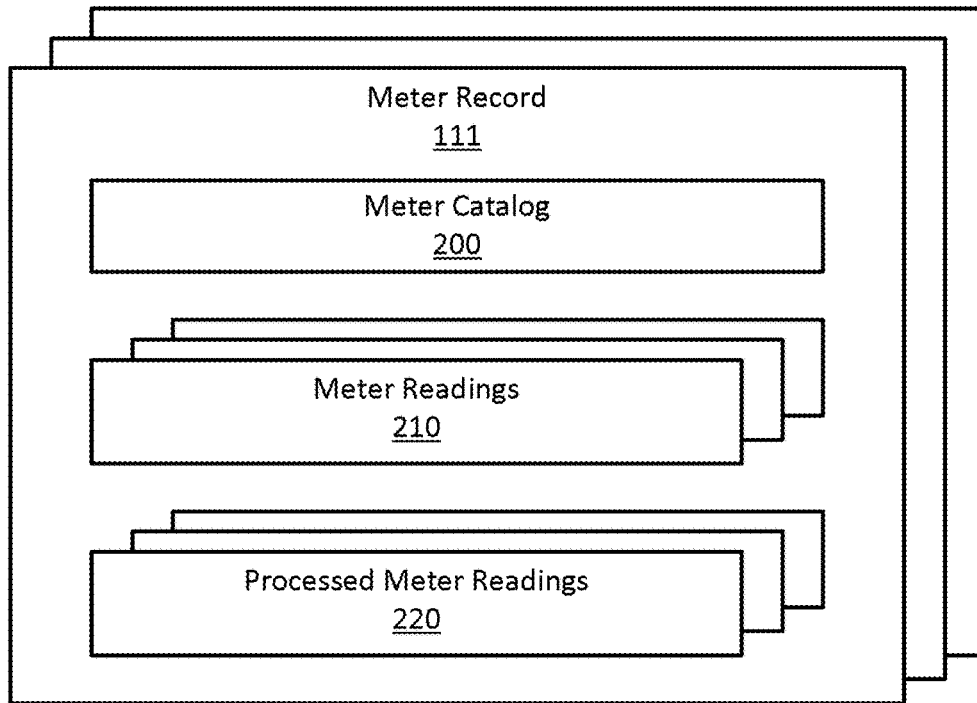 Meter Record
111
Meter Catalog
200
Meter Readings
210
Processed Meter Readings
220